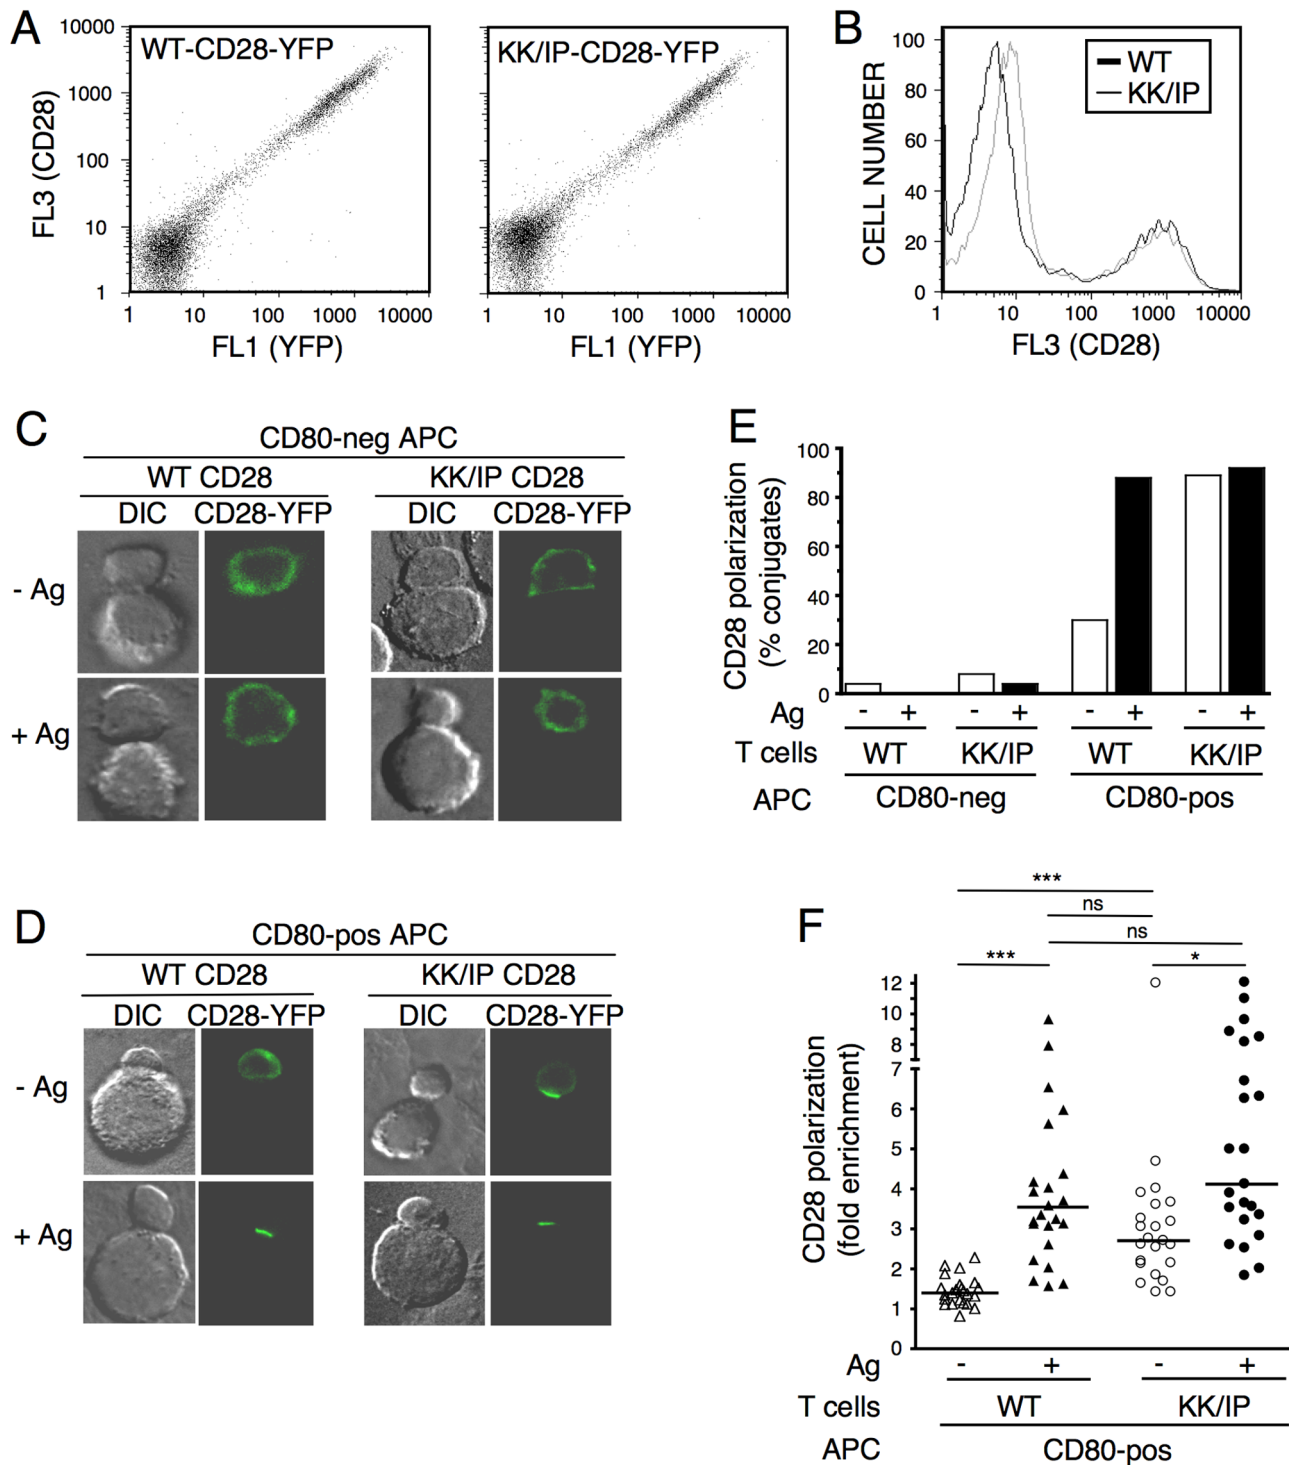 A
WT-CD28-YFP
10000
1000
100
10
1
FL3 (CD28)
1 10 100 1000 10000
FL1 (YFP)
KK/IP-CD28-YFP
1 10 100 1000 10000
FL1 (YFP)
B
WT
KK/IP
100
80
60
40
20
0
CELL NUMBER
1 10 100 1000 10000
FL3 (CD28)
C
CD80-neg APC
WT CD28 KK/IP CD28
DIC CD28-YFP DIC CD28-YFP
- Ag
+ Ag
D
CD80-pos APC
WT CD28 KK/IP CD28
DIC CD28-YFP DIC CD28-YFP
- Ag
+ Ag
E
100
80
60
40
20
0
CD28 polarization
(% conjugates)
Ag - + - + - + - +
T cells WT KK/IP WT KK/IP
APC CD80-neg CD80-pos
F
***
ns
ns
*** *
12
10
8
7
6
5
4
3
2
1
0
CD28 polarization
(fold enrichment)
Ag - + - +
T cells WT KK/IP
APC CD80-pos